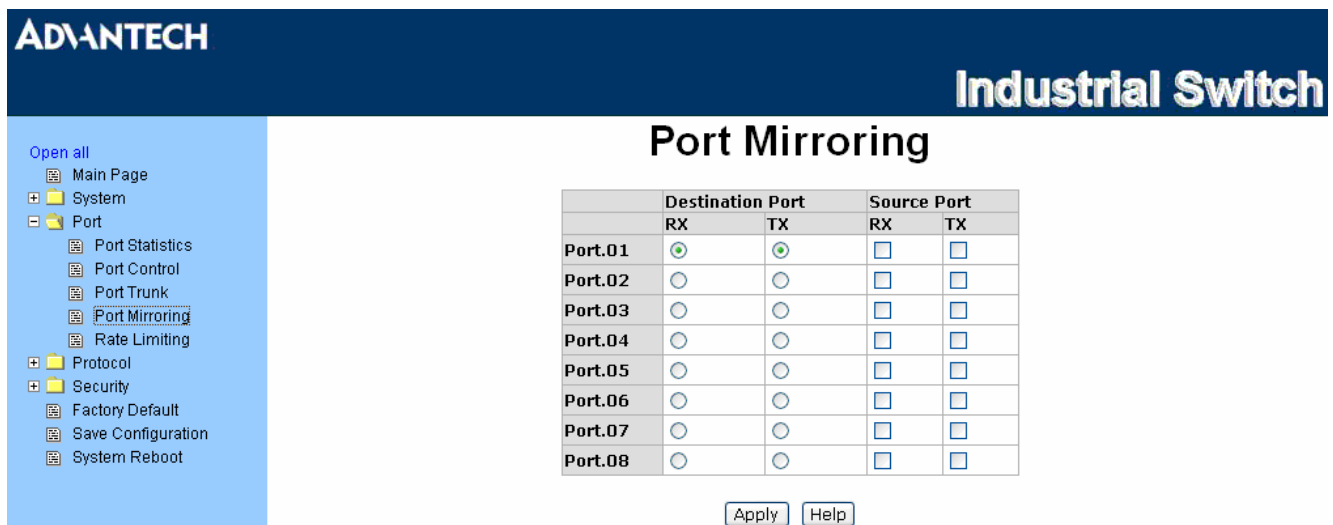 ADVANTECH
Industrial Switch
Open all
Main Page
System
Port
Port Statistics
Port Control
Port Trunk
Port Mirroring
Rate Limiting
Protocol
Security
Factory Default
Save Configuration
System Reboot
Port Mirroring
Destination Port Source Port
RX TX RX TX
Port.01
Port.02
Port.03
Port.04
Port.05
Port.06
Port.07
Port.08
Apply Help